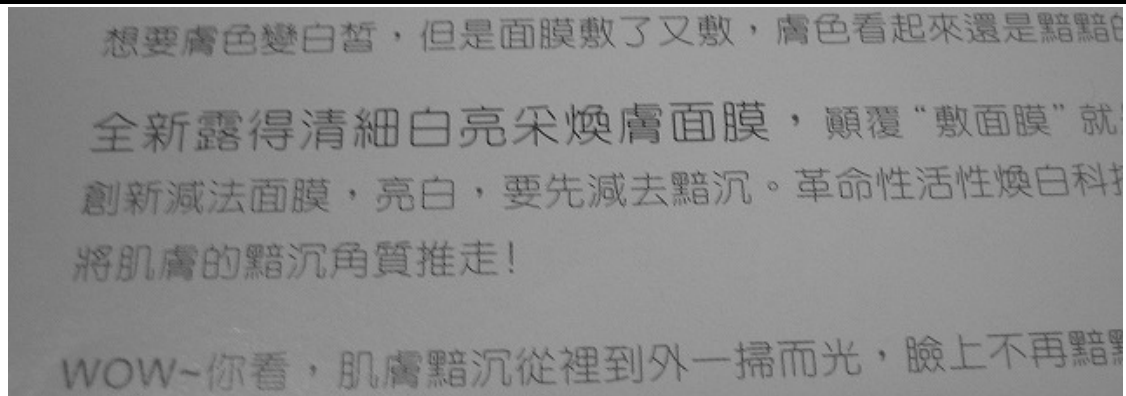 想要膚色變白皙，但是面膜敷了又敷，膚色看起來還是黯黯的
全新露得清細白亮采煥膚面膜，顛覆“敷面膜”就
創新減法面膜，亮白，要先減去黯沉。革命性活性煥白科技
將肌膚的黯沉角質推走！
WOW~你看，肌膚黯沉從裡到外一掃而光，臉上不再黯黯